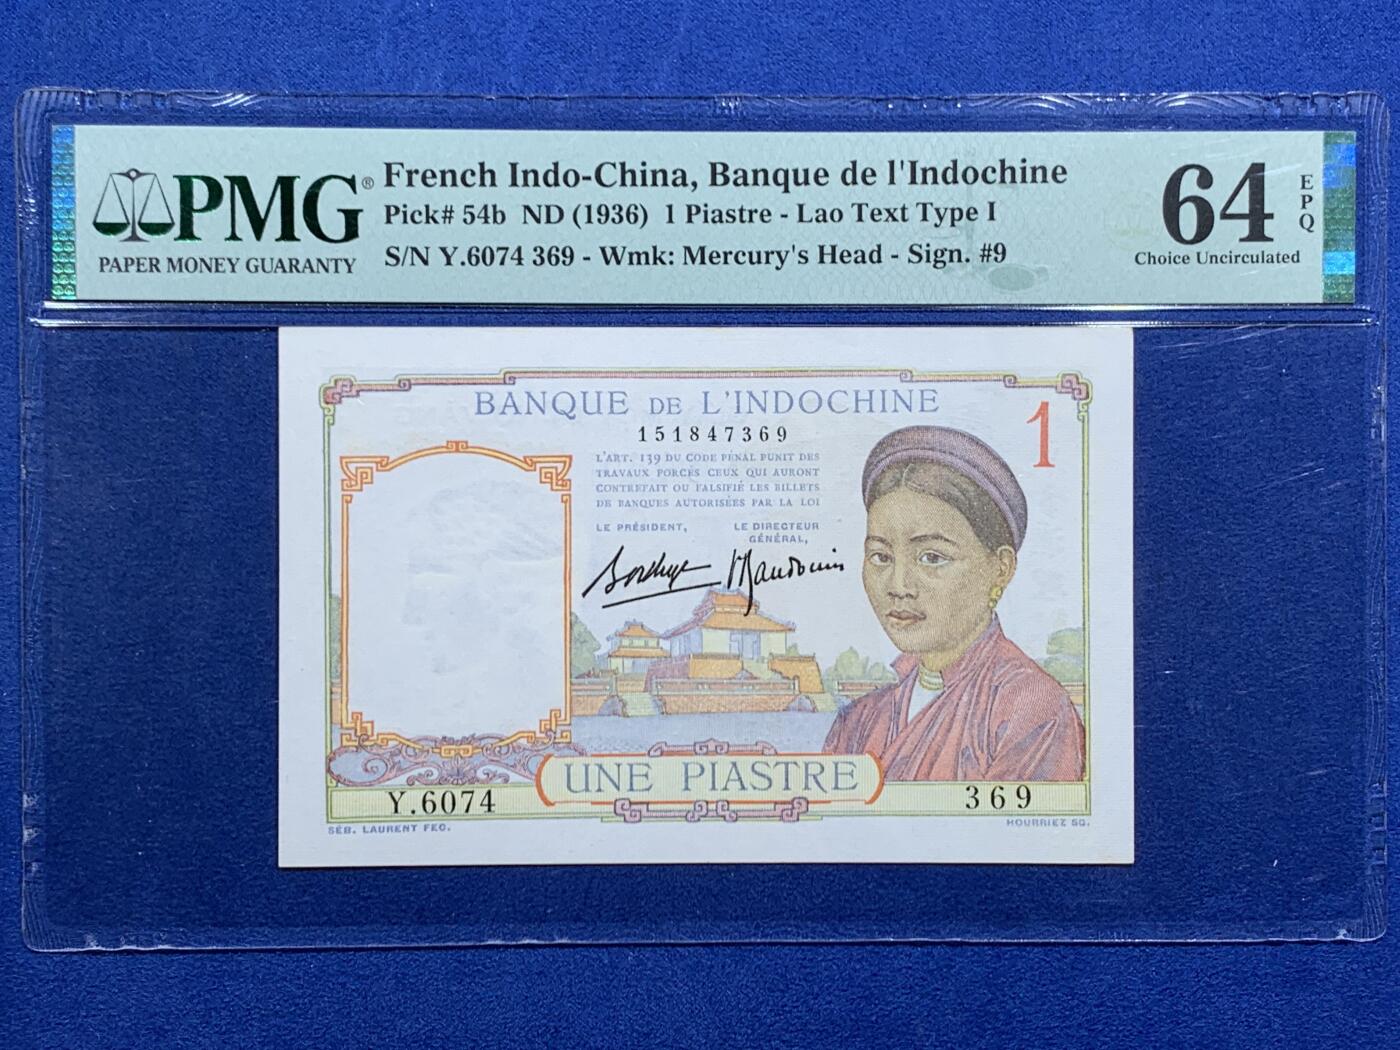 PMG®
PAPER MONEY GUARANTY
French Indo-China, Banque de l'Indochine
Pick# 54b ND (1936) 1 Piastre - Lao Text Type I
S/N Y.6074 369 - Wmk: Mercury's Head - Sign. #9
64
EPQ
Choice Uncirculated
BANQUE DE L'INDOCHINE
1
151847369
L'ART. 139 DU CODE PÉNAL PUNIT DES
TRAVAUX FORCÉS CEUX QUI AURONT
CONTREFAIT OU FALSIFIÉ LES BILLETS
DE BANQUES AUTORISÉES PAR LA LOI
LE PRÉSIDENT, LE DIRECTEUR
GÉNÉRAL,
UNE PIASTRE
Y.6074
369
SÉB. LAURENT FEC.
HOURRIEZ SC.